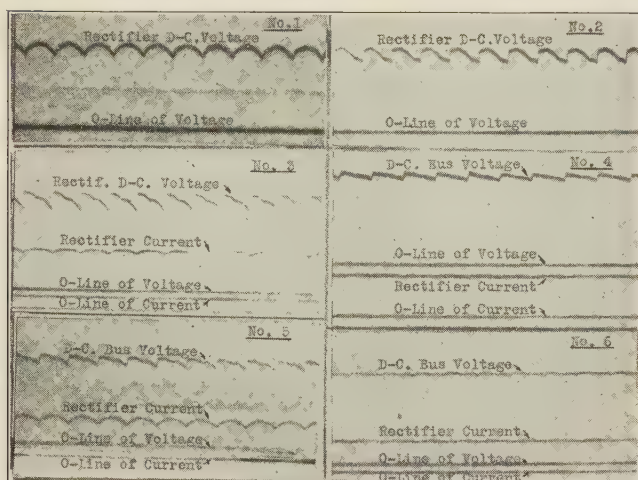 No.1
Rectifier D-C.Voltage
O-Line of Voltage
No.2
Rectifier D-C.Voltage
O-Line of Voltage
No. 3
Rectif. D-C. Voltage
Rectifier Current
O-Line of Voltage
O-Line of Current
No. 4
D-C. Bus Voltage
O-Line of Voltage
Rectifier Current
O-Line of Current
No. 5
D-C. Bus Voltage
Rectifier Current
O-Line of Voltage
O-Line of Current
No. 6
D-C. Bus Voltage
Rectifier Current
O-Line of Voltage
O-Line of Current